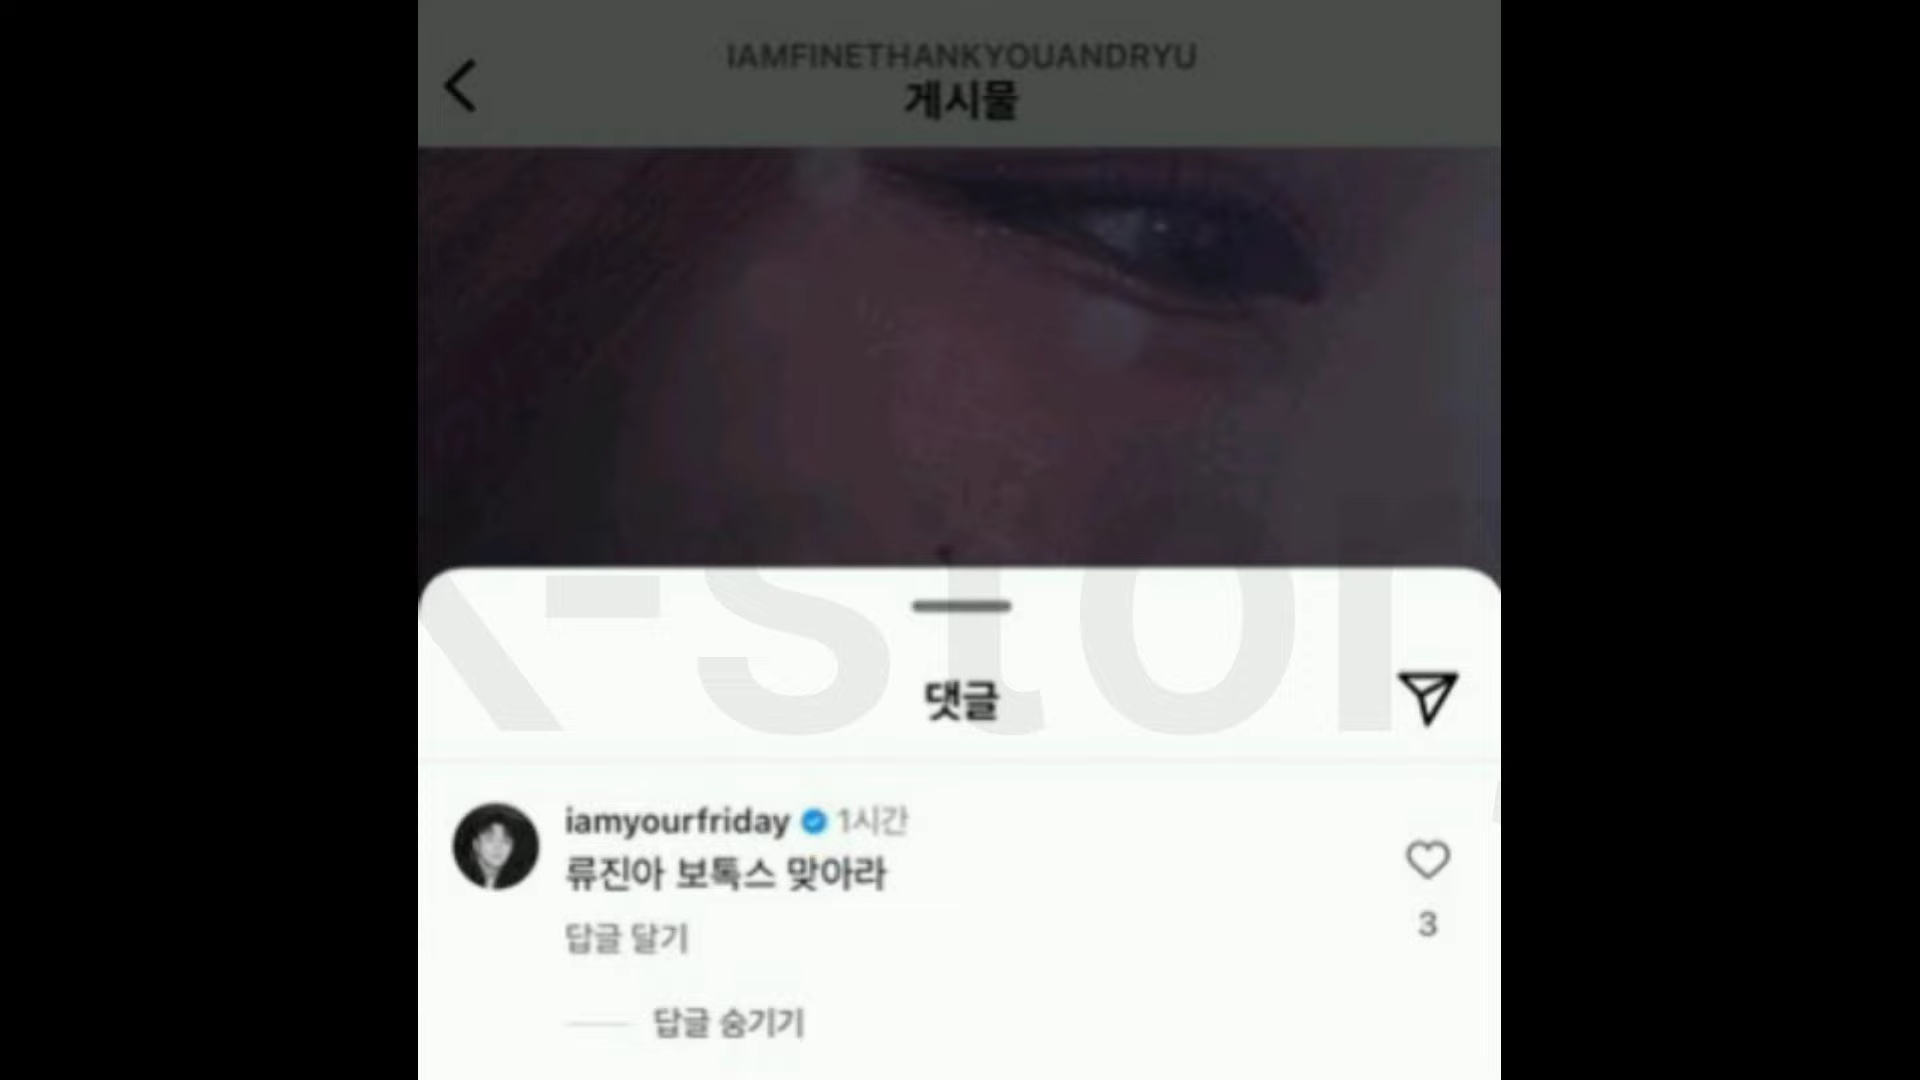 IAMFINETHANKYOUANDRYU
게시물
K-stor
댓글
iamyourfriday 1시간
류진아 보톡스 맞아라
답글 달기
3
답글 숨기기